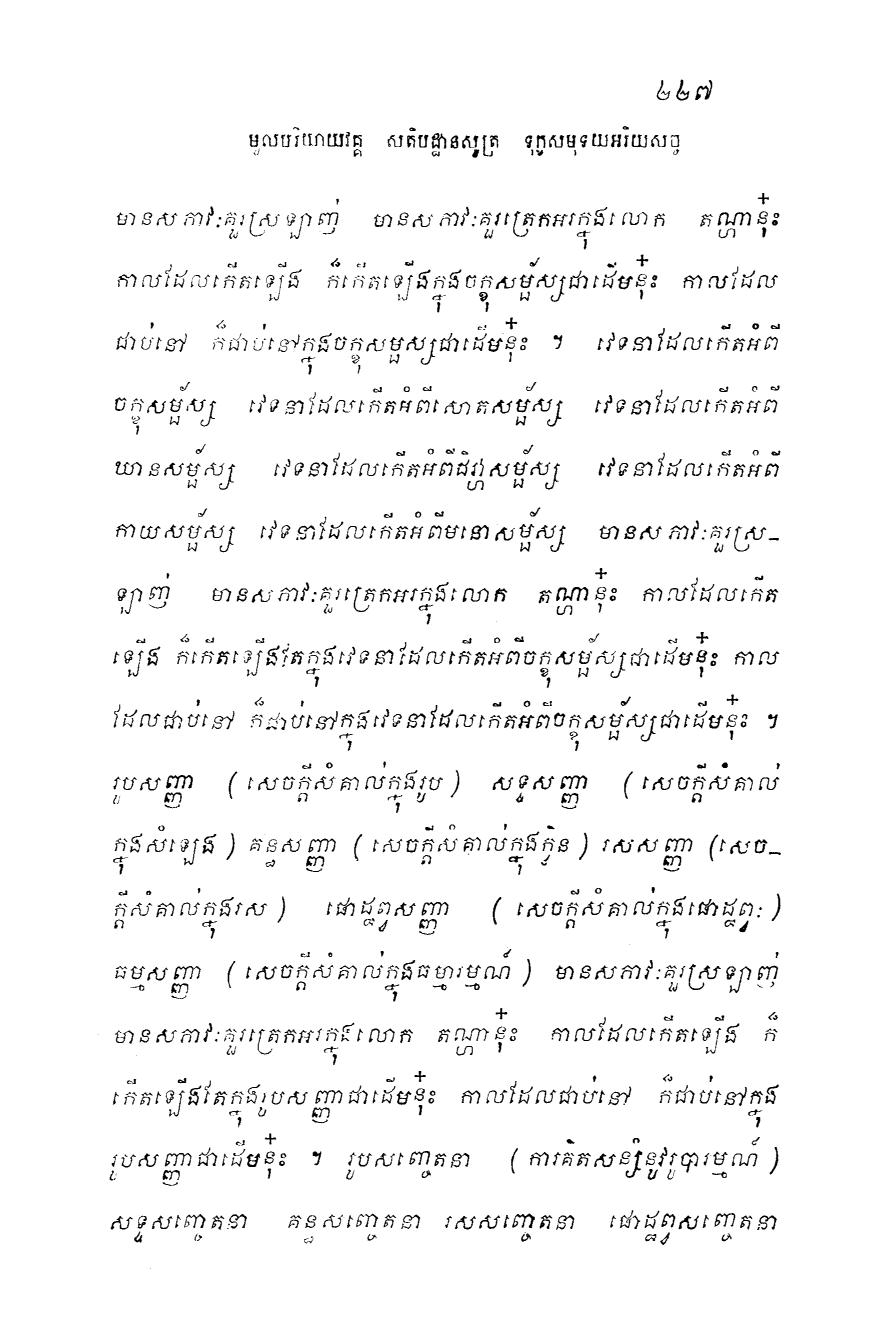 ២២៧
មូលបរិយាយវគ្គ សតិបដ្ឋានសូត្រ ទុក្ខសមុទយអរិយសច្ច
មានសភាវៈគួរស្រឡាញ់ មានសភាវៈគួរត្រេកអរក្នុងលោក តណ្ហានុ៎ះ
កាលដែលកើតឡើង ក៏កើតឡើងក្នុងចក្ខុសម្ផ័ស្សជាដើមនុ៎ះ កាលដែល
ជាប់នៅ ក៏ជាប់នៅក្នុងចក្ខុសម្ផស្សជាដើមនុ៎ះ ។ វេទនាដែលកើតអំពី
ចក្ខុសម្ផ័ស្ស វេទនាដែលកើតអំពីសោតសម្ផ័ស្ស វេទនាដែលកើតអំពី
ឃានសម្ផ័ស្ស វេទនាដែលកើតអំពីជិវ្ហាសម្ផ័ស្ស វេទនាដែលកើតអំពី
កាយសម្ផ័ស្ស វេទនាដែលកើតអំពីមនោសម្ផ័ស្ស មានសភាវៈគួរស្រ-
ឡាញ់ មានសភាវៈគួរត្រេកអរក្នុងលោក តណ្ហានុ៎ះ កាលដែលកើត
ឡើង ក៏កើតឡើងតែក្នុងវេទនាដែលកើតអំពីចក្ខុសម្ផ័ស្សជាដើមនុ៎ះ កាល
ដែលជាប់នៅ ក៏ជាប់នៅក្នុងវេទនាដែលកើតអំពីចក្ខុសម្ផ័ស្សជាដើមនុ៎ះ ។
រូបសញ្ញា (សេចក្តីសំគាល់ក្នុងរូប) សទ្ទសញ្ញា (សេចក្តីសំគាល់
ក្នុងសំឡេង) គន្ធសញ្ញា (សេចក្តីសំគាល់ក្នុងក្លិន) រសសញ្ញា (សេច-
ក្តីសំគាល់ក្នុងរស) ផោដ្ឋព្វសញ្ញា (សេចក្តីសំគាល់ក្នុងផោដ្ឋព្វៈ)
ធម្មសញ្ញា (សេចក្តីសំគាល់ក្នុងធម្មារម្មណ៍) មានសភាវៈគួរស្រឡាញ់
មានសភាវៈគួរត្រេកអរក្នុងលោក តណ្ហានុ៎ះ កាលដែលកើតឡើង ក៏
កើតឡើងតែក្នុងរូបសញ្ញាជាដើមនុ៎ះ កាលដែលជាប់នៅ ក៏ជាប់នៅក្នុង
រូបសញ្ញាជាដើមនុ៎ះ ។ រូបសញ្ចេតនា (ការគិតសន្សំនូវរូបារម្មណ៍)
សទ្ទសញ្ចេតនា គន្ធសញ្ចេតនា រសសញ្ចេតនា ផោដ្ឋព្វសញ្ចេតនា